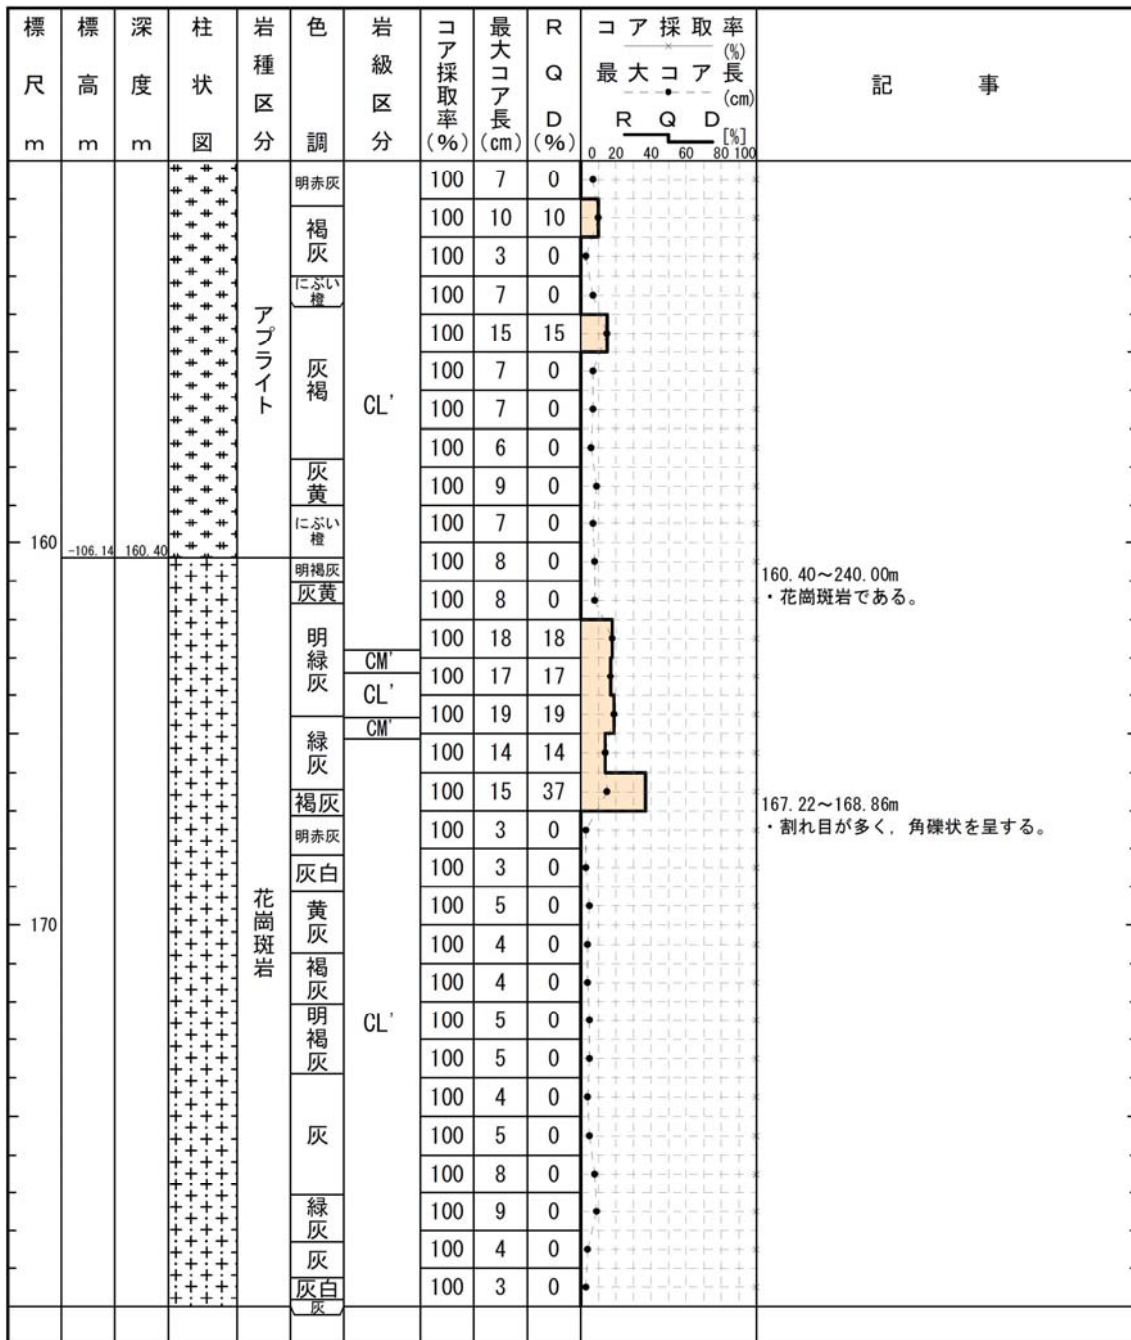 標尺 m
標高 m
深度 m
柱状図
岩種区分
色調
岩級区分
コア採取率(%)
最大コア長(cm)
RQD(%)
コア採取率
(%)
最大コア長
(cm)
RQD
[%]
0 20 40 60 80 100
記事
明赤灰
100 7 0
100 10 10
褐灰
100 3 0
にぶい橙
100 7 0
100 15 15
アプライト
灰褐
100 7 0
CL'
100 7 0
100 6 0
灰黄
100 9 0
にぶい橙
100 7 0
160
-106.14 160.40
明褐灰
100 8 0
160.40～240.00m
・花崗斑岩である。
灰黄
100 8 0
明緑灰
100 18 18
CM'
100 17 17
CL'
100 19 19
CM'
緑灰
100 14 14
100 15 37
褐灰
167.22～168.86m
・割れ目が多く，角礫状を呈する。
明赤灰
100 3 0
灰白
100 3 0
花崗斑岩
黄灰
100 5 0
170
100 4 0
褐灰
100 4 0
明褐灰
CL'
100 5 0
100 5 0
100 4 0
灰
100 5 0
100 8 0
緑灰
100 9 0
灰
100 4 0
灰白
100 3 0
灰